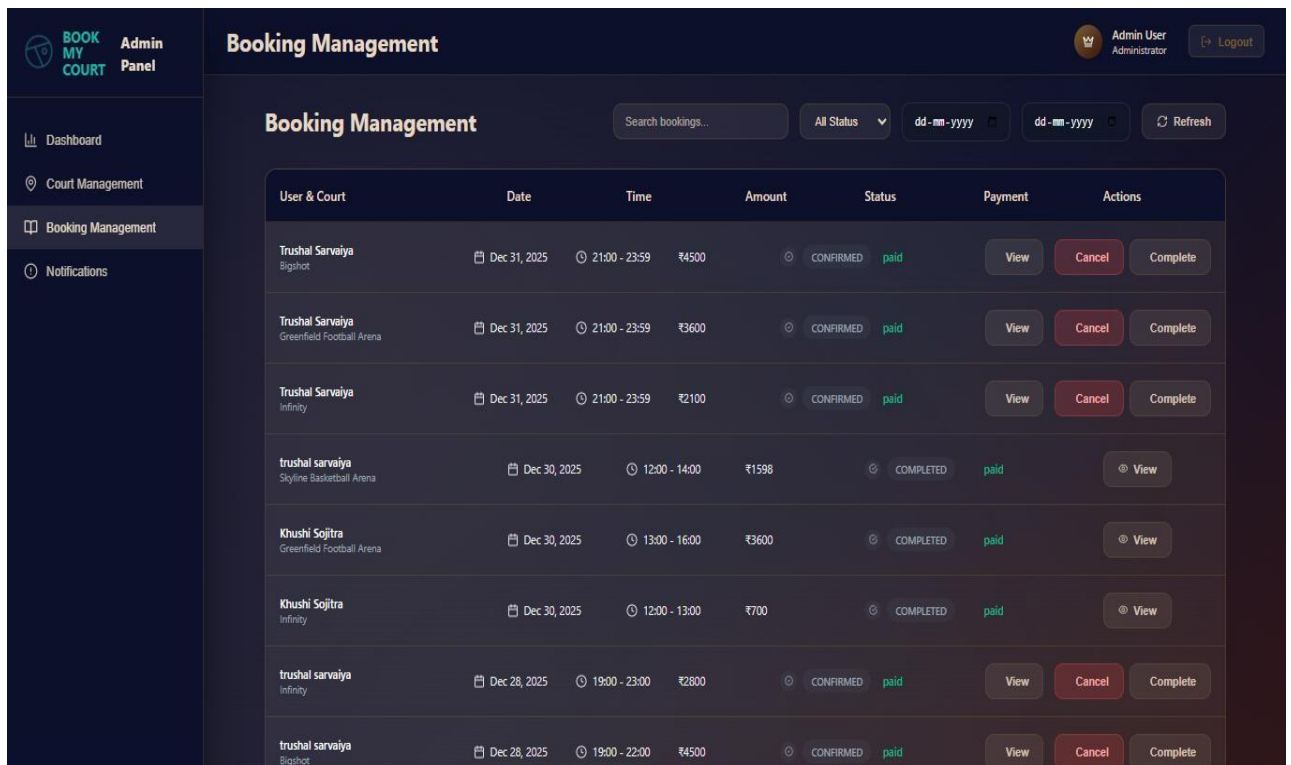 BOOK
MY
COURT
Admin
Panel
Booking Management
Admin User
Administrator
Logout
Dashboard
Court Management
Booking Management
Notifications
Booking Management
Search bookings...
All Status
dd-mm-yyyy
dd-mm-yyyy
Refresh
User & Court Date Time Amount Status Payment Actions
Trushal Sarvaiya
Bigshot
Dec 31, 2025 21:00 - 23:59 ₹4500 CONFIRMED paid View Cancel Complete
Trushal Sarvaiya
Greenfield Football Arena
Dec 31, 2025 21:00 - 23:59 ₹3600 CONFIRMED paid View Cancel Complete
Trushal Sarvaiya
Infinity
Dec 31, 2025 21:00 - 23:59 ₹2100 CONFIRMED paid View Cancel Complete
trushal sarvaiya
Skyline Basketball Arena
Dec 30, 2025 12:00 - 14:00 ₹1598 COMPLETED paid View
Khushi Sojitra
Greenfield Football Arena
Dec 30, 2025 13:00 - 16:00 ₹3600 COMPLETED paid View
Khushi Sojitra
Infinity
Dec 30, 2025 12:00 - 13:00 ₹700 COMPLETED paid View
trushal sarvaiya
Infinity
Dec 28, 2025 19:00 - 23:00 ₹2800 CONFIRMED paid View Cancel Complete
trushal sarvaiya
Bigshot
Dec 28, 2025 19:00 - 22:00 ₹4500 CONFIRMED paid View Cancel Complete